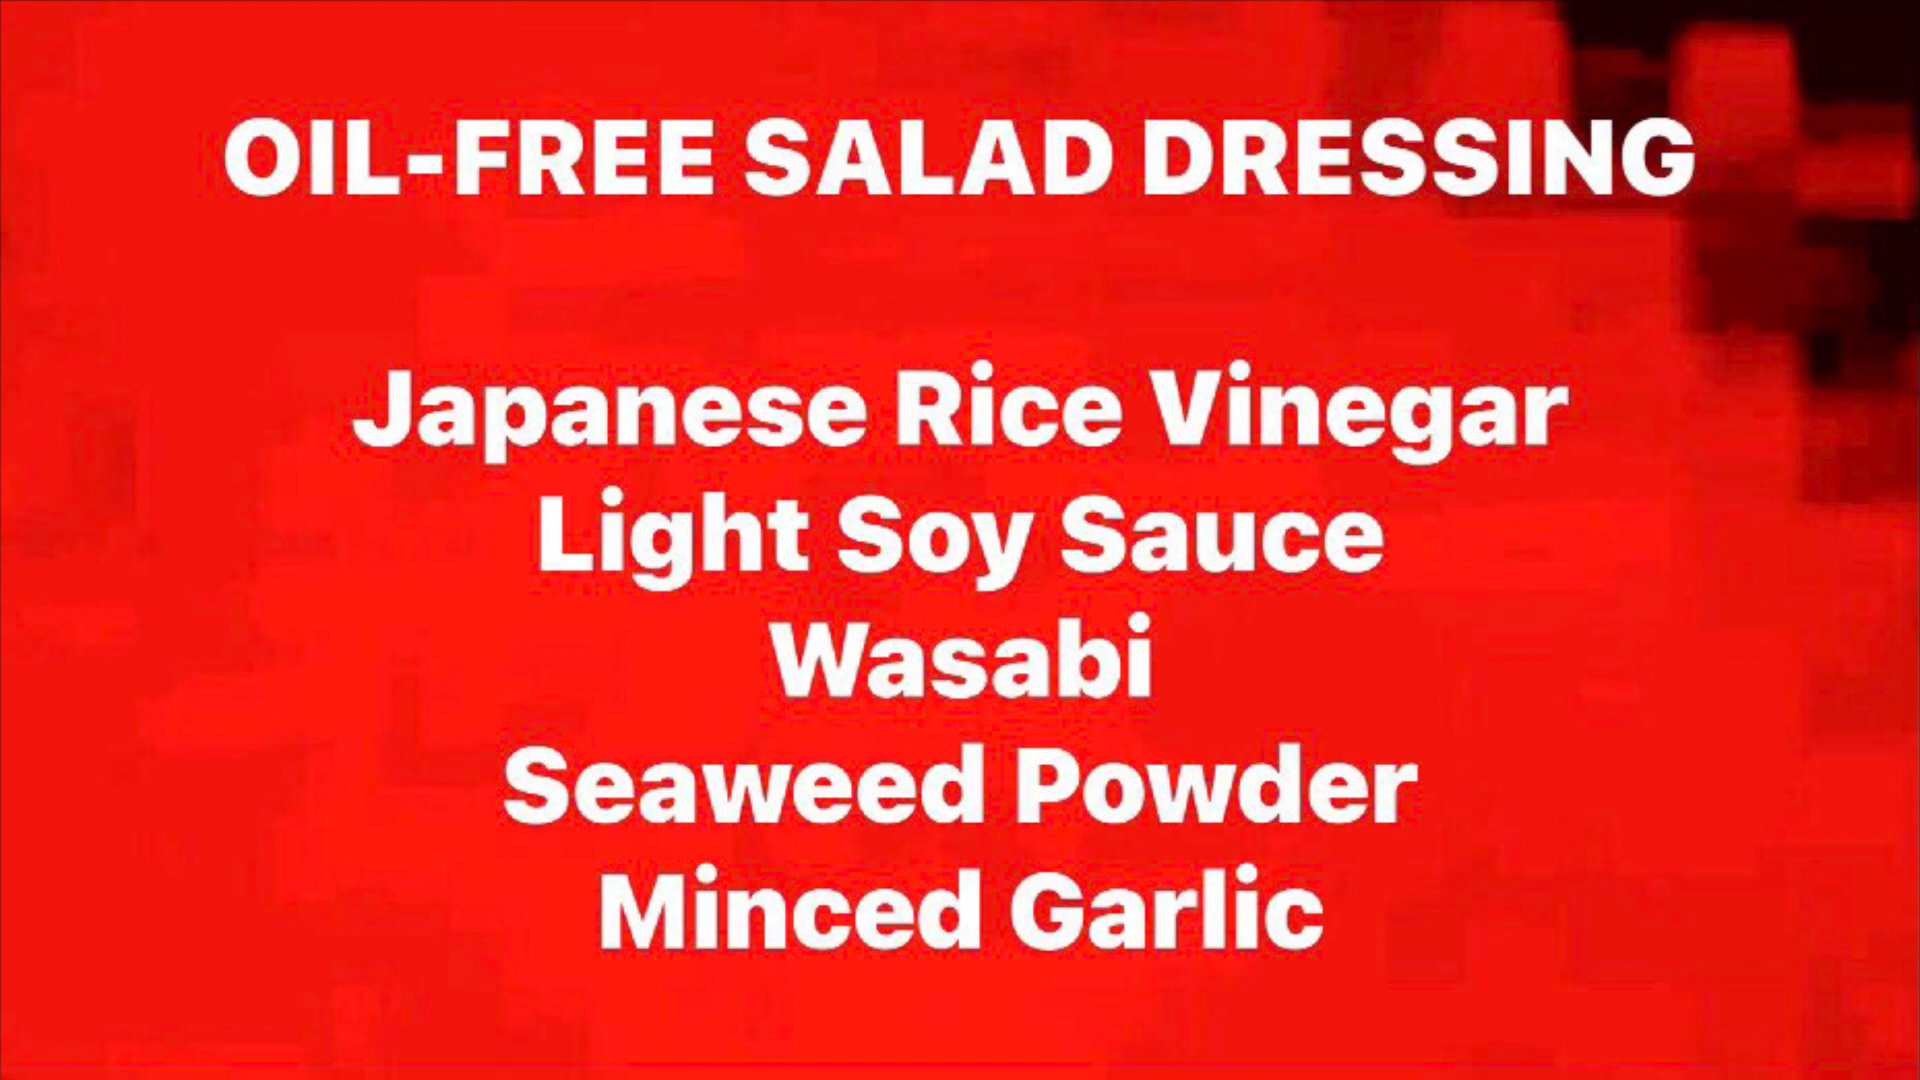 OIL-FREE SALAD DRESSING
Japanese Rice Vinegar
Light Soy Sauce
Wasabi
Seaweed Powder
Minced Garlic